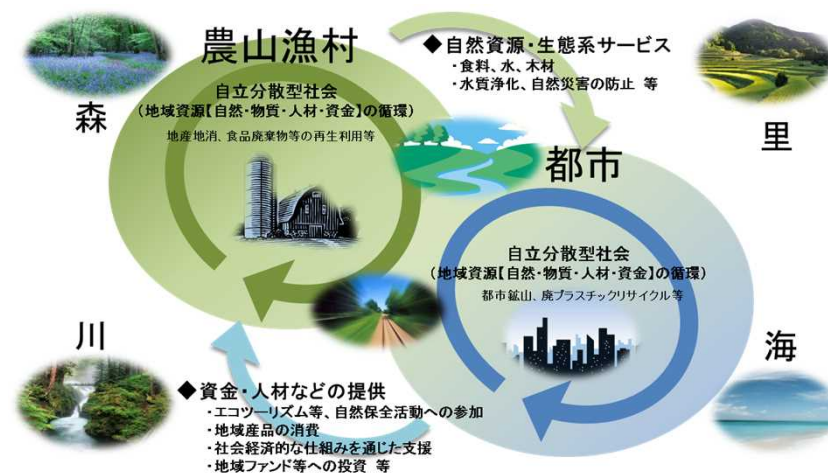 農山漁村
森
自立分散型社会
(地域資源【自然・物質・人材・資金】の循環)
地産地消、食品廃棄物等の再生利用等
◆自然資源・生態系サービス
・食料、水、木材
・水質浄化、自然災害の防止 等
里
都市
自立分散型社会
(地域資源【自然・物質・人材・資金】の循環)
都市鉱山、廃プラスチックリサイクル等
川
◆資金・人材などの提供
・エコツーリズム等、自然保全活動への参加
・地域産品の消費
・社会経済的な仕組みを通じた支援
・地域ファンド等への投資 等
海